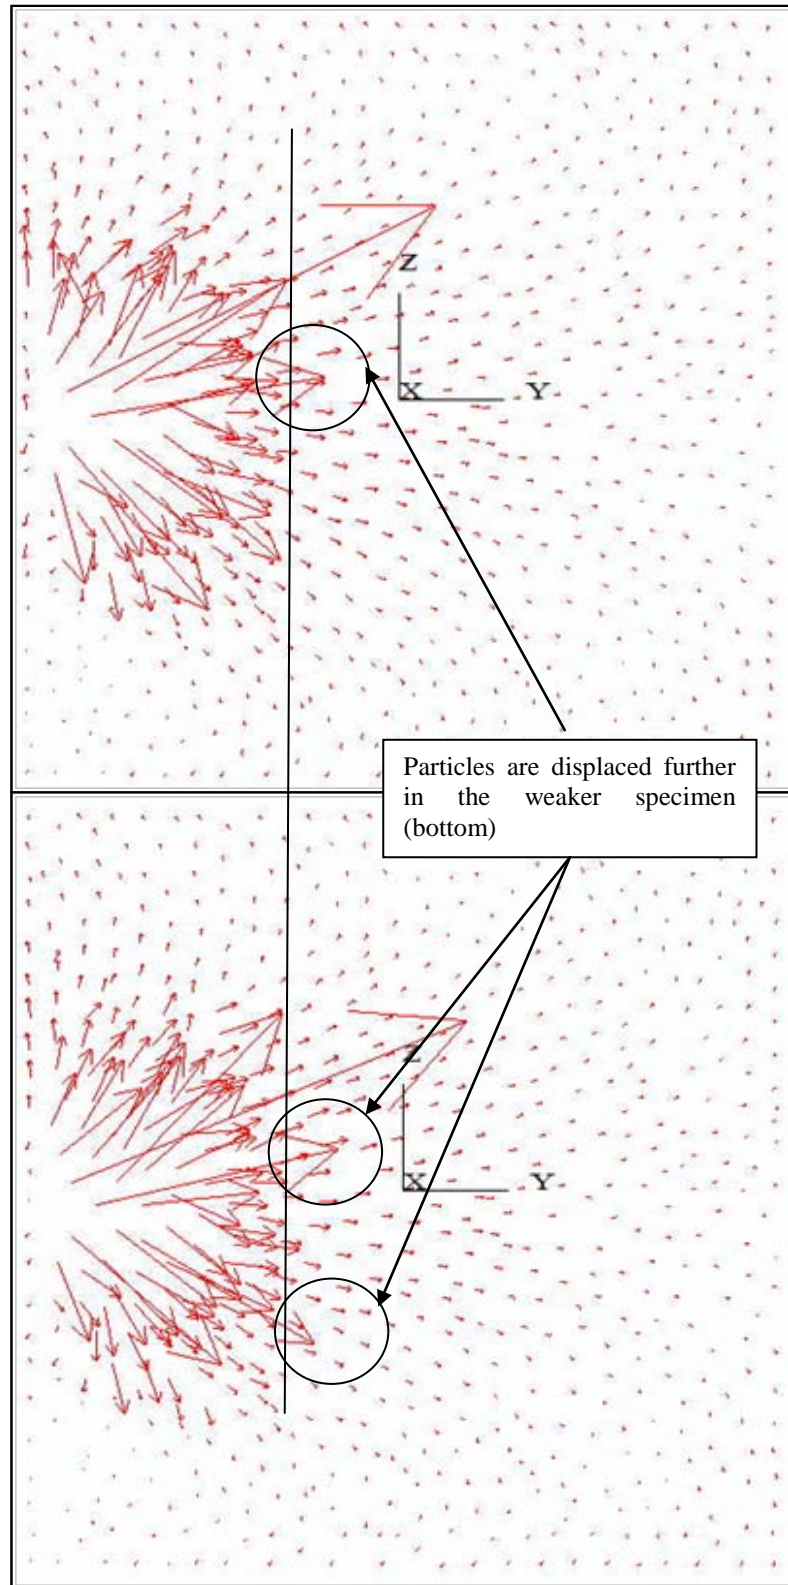 Z
X Y
Particles are displaced further
in the weaker specimen
(bottom)
Z
X Y